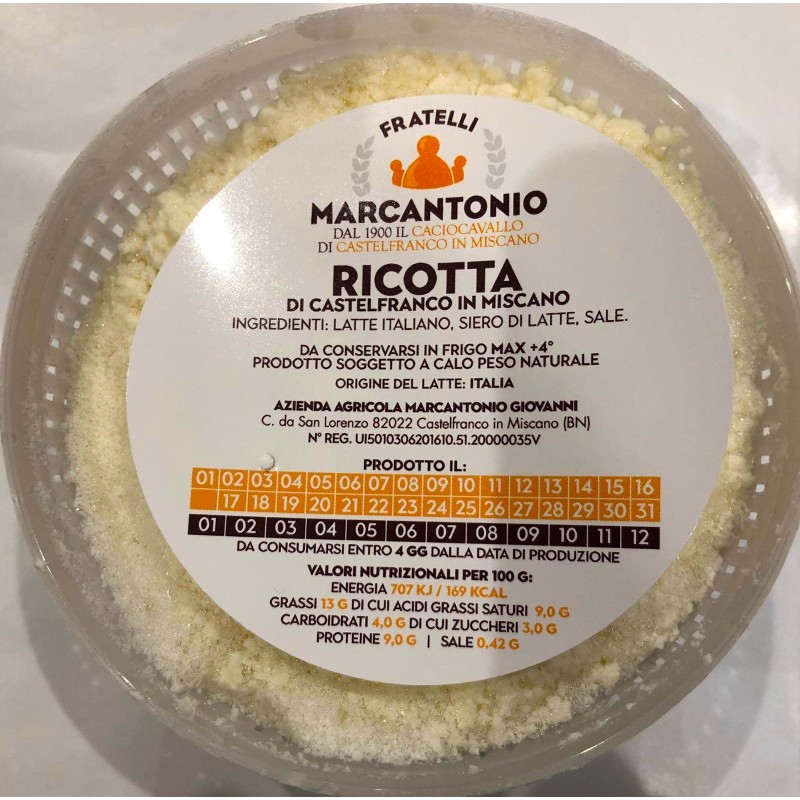 FRATELLI
MARCANTONIO
DAL 1900 IL CACIOCAVALLO
DI CASTELFRANCO IN MISCANO
RICOTTA
DI CASTELFRANCO IN MISCANO
INGREDIENTI: LATTE ITALIANO, SIERO DI LATTE, SALE.
DA CONSERVARSI IN FRIGO MAX +4°
PRODOTTO SOGGETTO A CALO PESO NATURALE
ORIGINE DEL LATTE: ITALIA
AZIENDA AGRICOLA MARCANTONIO GIOVANNI
C. da San Lorenzo 82022 Castelfranco in Miscano (BN)
N° REG. UI5010306201610.51.20000035V
PRODOTTO IL:
01 02 03 04 05 06 07 08 09 10 11 12 13 14 15 16
17 18 19 20 21 22 23 24 25 26 27 28 29 30 31
01 02 03 04 05 06 07 08 09 10 11 12
DA CONSUMARSI ENTRO 4 GG DALLA DATA DI PRODUZIONE
VALORI NUTRIZIONALI PER 100 G:
ENERGIA 707 KJ / 169 KCAL
GRASSI 13 G DI CUI ACIDI GRASSI SATURI 9,0 G
CARBOIDRATI 4,0 G DI CUI ZUCCHERI 3,0 G
PROTEINE 9,0 G | SALE 0,42 G